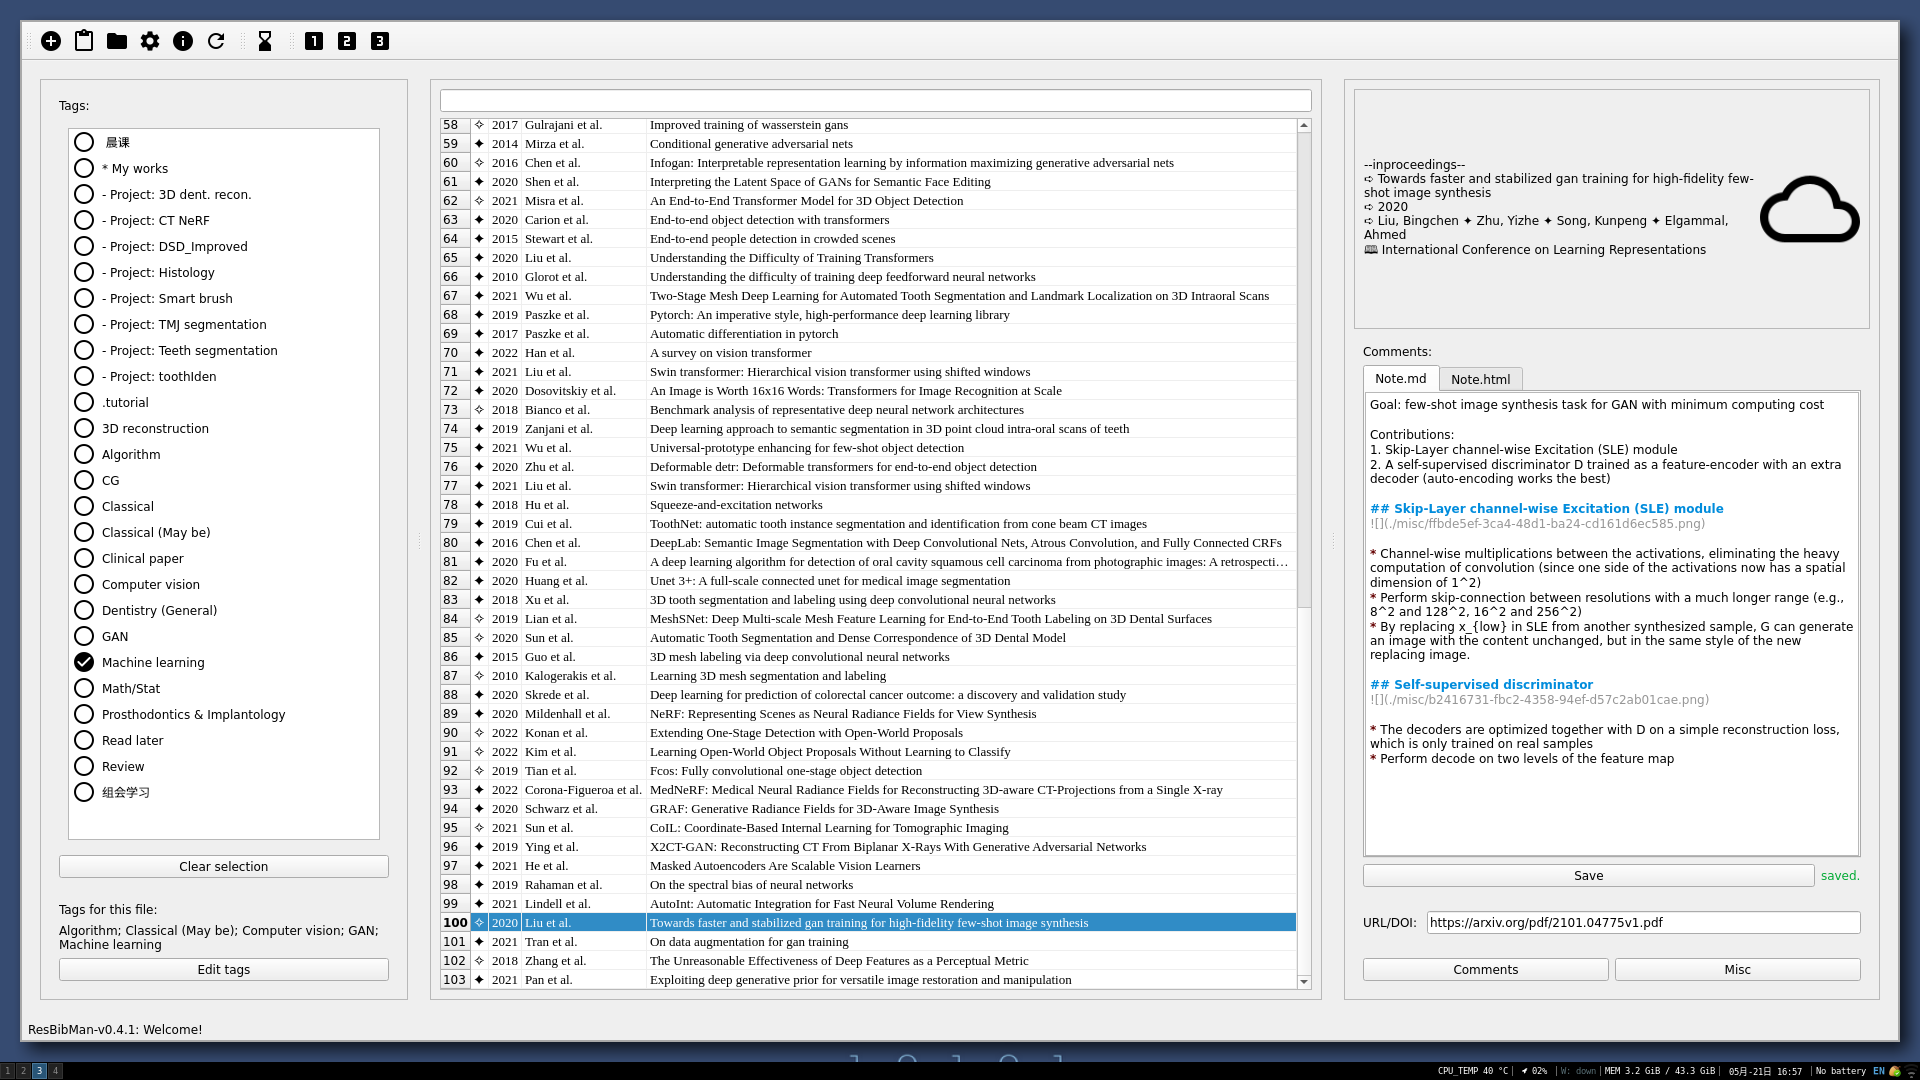 1 2 3
Tags:
晨课
* My works
- Project: 3D dent. recon.
- Project: CT NeRF
- Project: DSD_Improved
- Project: Histology
- Project: Smart brush
- Project: TMJ segmentation
- Project: Teeth segmentation
- Project: toothIden
.tutorial
3D reconstruction
Algorithm
CG
Classical
Classical (May be)
Clinical paper
Computer vision
Dentistry (General)
GAN
Machine learning
Math/Stat
Prosthodontics & Implantology
Read later
Review
组会学习
Clear selection
Tags for this file:
Algorithm; Classical (May be); Computer vision; GAN;
Machine learning
Edit tags
58 ✧ 2017 Gulrajani et al. Improved training of wasserstein gans
59 ✦ 2014 Mirza et al. Conditional generative adversarial nets
60 ✧ 2016 Chen et al. Infogan: Interpretable representation learning by information maximizing generative adversarial nets
61 ✦ 2020 Shen et al. Interpreting the Latent Space of GANs for Semantic Face Editing
62 ✧ 2021 Misra et al. An End-to-End Transformer Model for 3D Object Detection
63 ✦ 2020 Carion et al. End-to-end object detection with transformers
64 ✦ 2015 Stewart et al. End-to-end people detection in crowded scenes
65 ✦ 2020 Liu et al. Understanding the Difficulty of Training Transformers
66 ✦ 2010 Glorot et al. Understanding the difficulty of training deep feedforward neural networks
67 ✦ 2021 Wu et al. Two-Stage Mesh Deep Learning for Automated Tooth Segmentation and Landmark Localization on 3D Intraoral Scans
68 ✦ 2019 Paszke et al. Pytorch: An imperative style, high-performance deep learning library
69 ✦ 2017 Paszke et al. Automatic differentiation in pytorch
70 ✦ 2022 Han et al. A survey on vision transformer
71 ✦ 2021 Liu et al. Swin transformer: Hierarchical vision transformer using shifted windows
72 ✦ 2020 Dosovitskiy et al. An Image is Worth 16x16 Words: Transformers for Image Recognition at Scale
73 ✧ 2018 Bianco et al. Benchmark analysis of representative deep neural network architectures
74 ✦ 2019 Zanjani et al. Deep learning approach to semantic segmentation in 3D point cloud intra-oral scans of teeth
75 ✦ 2021 Wu et al. Universal-prototype enhancing for few-shot object detection
76 ✦ 2020 Zhu et al. Deformable detr: Deformable transformers for end-to-end object detection
77 ✦ 2021 Liu et al. Swin transformer: Hierarchical vision transformer using shifted windows
78 ✦ 2018 Hu et al. Squeeze-and-excitation networks
79 ✦ 2019 Cui et al. ToothNet: automatic tooth instance segmentation and identification from cone beam CT images
80 ✦ 2016 Chen et al. DeepLab: Semantic Image Segmentation with Deep Convolutional Nets, Atrous Convolution, and Fully Connected CRFs
81 ✦ 2020 Fu et al. A deep learning algorithm for detection of oral cavity squamous cell carcinoma from photographic images: A retrospecti…
82 ✦ 2020 Huang et al. Unet 3+: A full-scale connected unet for medical image segmentation
83 ✦ 2018 Xu et al. 3D tooth segmentation and labeling using deep convolutional neural networks
84 ✧ 2019 Lian et al. MeshSNet: Deep Multi-scale Mesh Feature Learning for End-to-End Tooth Labeling on 3D Dental Surfaces
85 ✧ 2020 Sun et al. Automatic Tooth Segmentation and Dense Correspondence of 3D Dental Model
86 ✦ 2015 Guo et al. 3D mesh labeling via deep convolutional neural networks
87 ✧ 2010 Kalogerakis et al. Learning 3D mesh segmentation and labeling
88 ✦ 2020 Skrede et al. Deep learning for prediction of colorectal cancer outcome: a discovery and validation study
89 ✦ 2020 Mildenhall et al. NeRF: Representing Scenes as Neural Radiance Fields for View Synthesis
90 ✧ 2022 Konan et al. Extending One-Stage Detection with Open-World Proposals
91 ✧ 2022 Kim et al. Learning Open-World Object Proposals Without Learning to Classify
92 ✧ 2019 Tian et al. Fcos: Fully convolutional one-stage object detection
93 ✦ 2022 Corona-Figueroa et al. MedNeRF: Medical Neural Radiance Fields for Reconstructing 3D-aware CT-Projections from a Single X-ray
94 ✦ 2020 Schwarz et al. GRAF: Generative Radiance Fields for 3D-Aware Image Synthesis
95 ✧ 2021 Sun et al. CoIL: Coordinate-Based Internal Learning for Tomographic Imaging
96 ✦ 2019 Ying et al. X2CT-GAN: Reconstructing CT From Biplanar X-Rays With Generative Adversarial Networks
97 ✦ 2021 He et al. Masked Autoencoders Are Scalable Vision Learners
98 ✦ 2019 Rahaman et al. On the spectral bias of neural networks
99 ✦ 2021 Lindell et al. AutoInt: Automatic Integration for Fast Neural Volume Rendering
100 ✧ 2020 Liu et al. Towards faster and stabilized gan training for high-fidelity few-shot image synthesis
101 ✦ 2021 Tran et al. On data augmentation for gan training
102 ✧ 2018 Zhang et al. The Unreasonable Effectiveness of Deep Features as a Perceptual Metric
103 ✦ 2021 Pan et al. Exploiting deep generative prior for versatile image restoration and manipulation
--inproceedings--
➪ Towards faster and stabilized gan training for high-fidelity few-
shot image synthesis
➪ 2020
➪ Liu, Bingchen ✦ Zhu, Yizhe ✦ Song, Kunpeng ✦ Elgammal,
Ahmed
🕮 International Conference on Learning Representations
Comments:
Note.md Note.html
Goal: few-shot image synthesis task for GAN with minimum computing cost
Contributions:
1. Skip-Layer channel-wise Excitation (SLE) module
2. A self-supervised discriminator D trained as a feature-encoder with an extra
decoder (auto-encoding works the best)
## Skip-Layer channel-wise Excitation (SLE) module
![](./misc/ffbde5ef-3ca4-48d1-ba24-cd161d6ec585.png)
* Channel-wise multiplications between the activations, eliminating the heavy
computation of convolution (since one side of the activations now has a spatial
dimension of 1^2)
* Perform skip-connection between resolutions with a much longer range (e.g.,
8^2 and 128^2, 16^2 and 256^2)
* By replacing x_{low} in SLE from another synthesized sample, G can generate
an image with the content unchanged, but in the same style of the new
replacing image.
## Self-supervised discriminator
![](./misc/b2416731-fbc2-4358-94ef-d57c2ab01cae.png)
* The decoders are optimized together with D on a simple reconstruction loss,
which is only trained on real samples
* Perform decode on two levels of the feature map
Save saved.
URL/DOI: https://arxiv.org/pdf/2101.04775v1.pdf
Comments Misc
ResBibMan-v0.4.1: Welcome!
1 2 3 4
CPU_TEMP 40 °C| 02% |W: down|MEM 3.2 GiB / 43.3 GiB| 05月-21日 16:57 |No battery EN